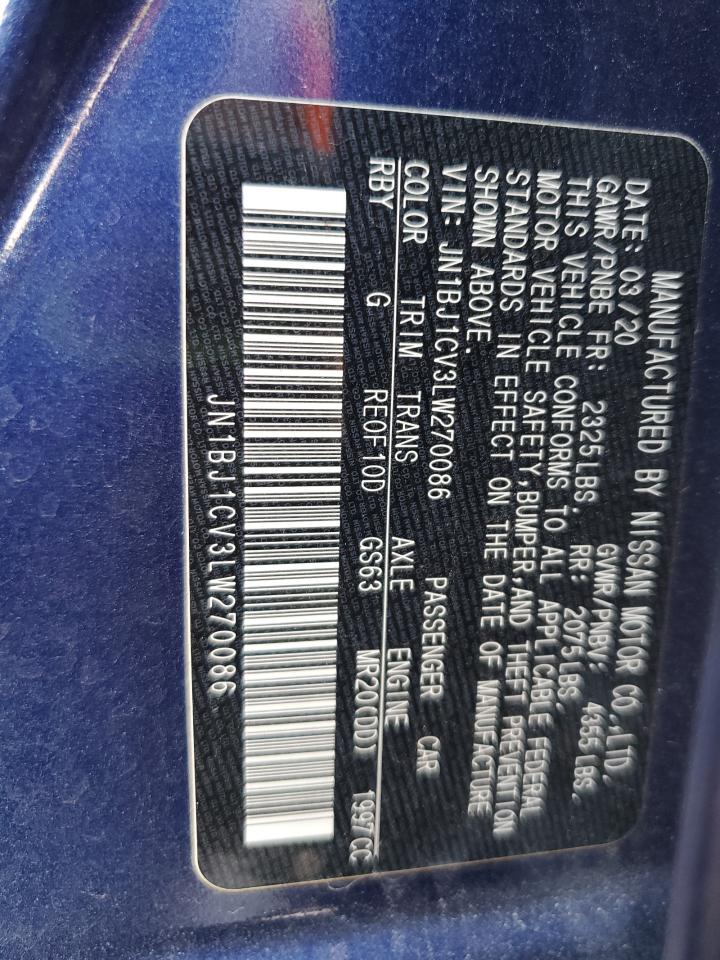 MANUFACTURED BY NISSAN MOTOR CO.,LTD.
DATE: 03/20 GVWR/PNBV: 4355 LBS.
GAWR/PNBE FR: 2325LBS. RR: 2075LBS
THIS VEHICLE CONFORMS TO ALL APPLICABLE FEDERAL
MOTOR VEHICLE SAFETY,BUMPER,AND THEFT PREVENTION
STANDARDS IN EFFECT ON THE DATE OF MANUFACTURE
SHOWN ABOVE.
VIN: JN1BJ1CV3LW270086 PASSENGER CAR
COLOR TRIM TRANS AXLE ENGINE
RBY G RE0F10D GS63 MR20(DD) 1997CC
JN1BJ1CV3LW270086